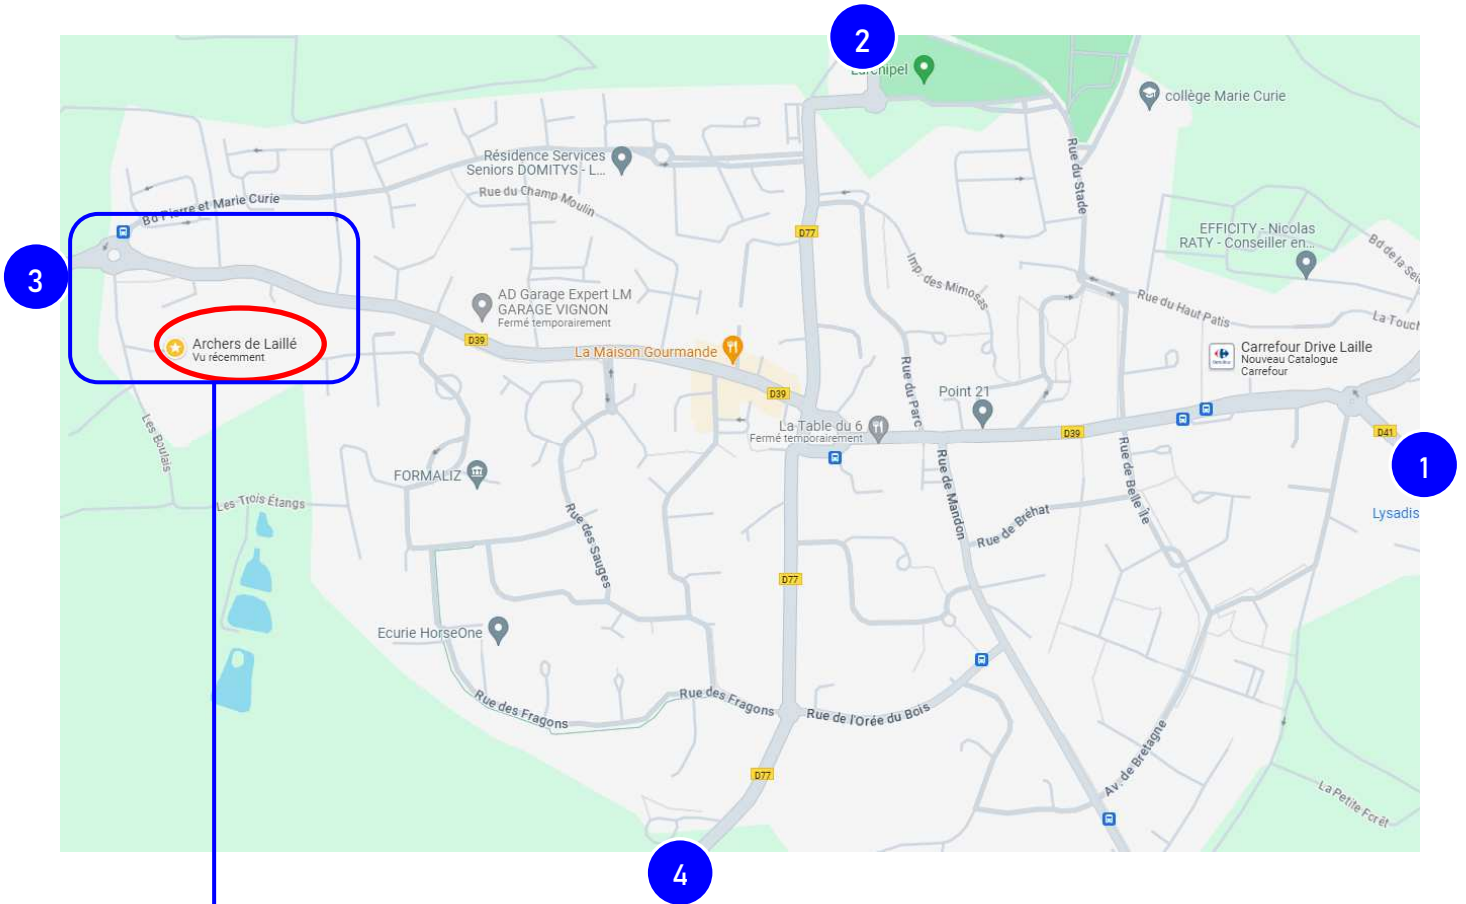 2
Larchipel
collège Marie Curie
Résidence Services
Seniors DOMITYS - L...
Rue du Champ Moulin
Rue du Stade
Bd Pierre et Marie Curie
D77
EFFICITY - Nicolas
RATY - Conseiller en...
Bd de la Sei
3
Imp. des Mimosas
AD Garage Expert LM
GARAGE VIGNON
Fermé temporairement
Rue du Haut Patis
La Touch
Archers de Laillé
Vu récemment
D39
La Maison Gourmande
Carrefour Drive Laille
Nouveau Catalogue
Carrefour
Rue du Parc
D39
Point 21
La Table du 6
Fermé temporairement
D39
D41
1
Les Boulais
FORMALIZ
Rue de Mandon
Rue de Belle Île
Les Trois Étangs
Rue de Bréhat
Lysadis
Rue des Sauges
D77
Ecurie HorseOne
Rue des Fragons
Rue des Fragons
Rue de l'Orée du Bois
Av. de Bretagne
D77
La Petite Forêt
4